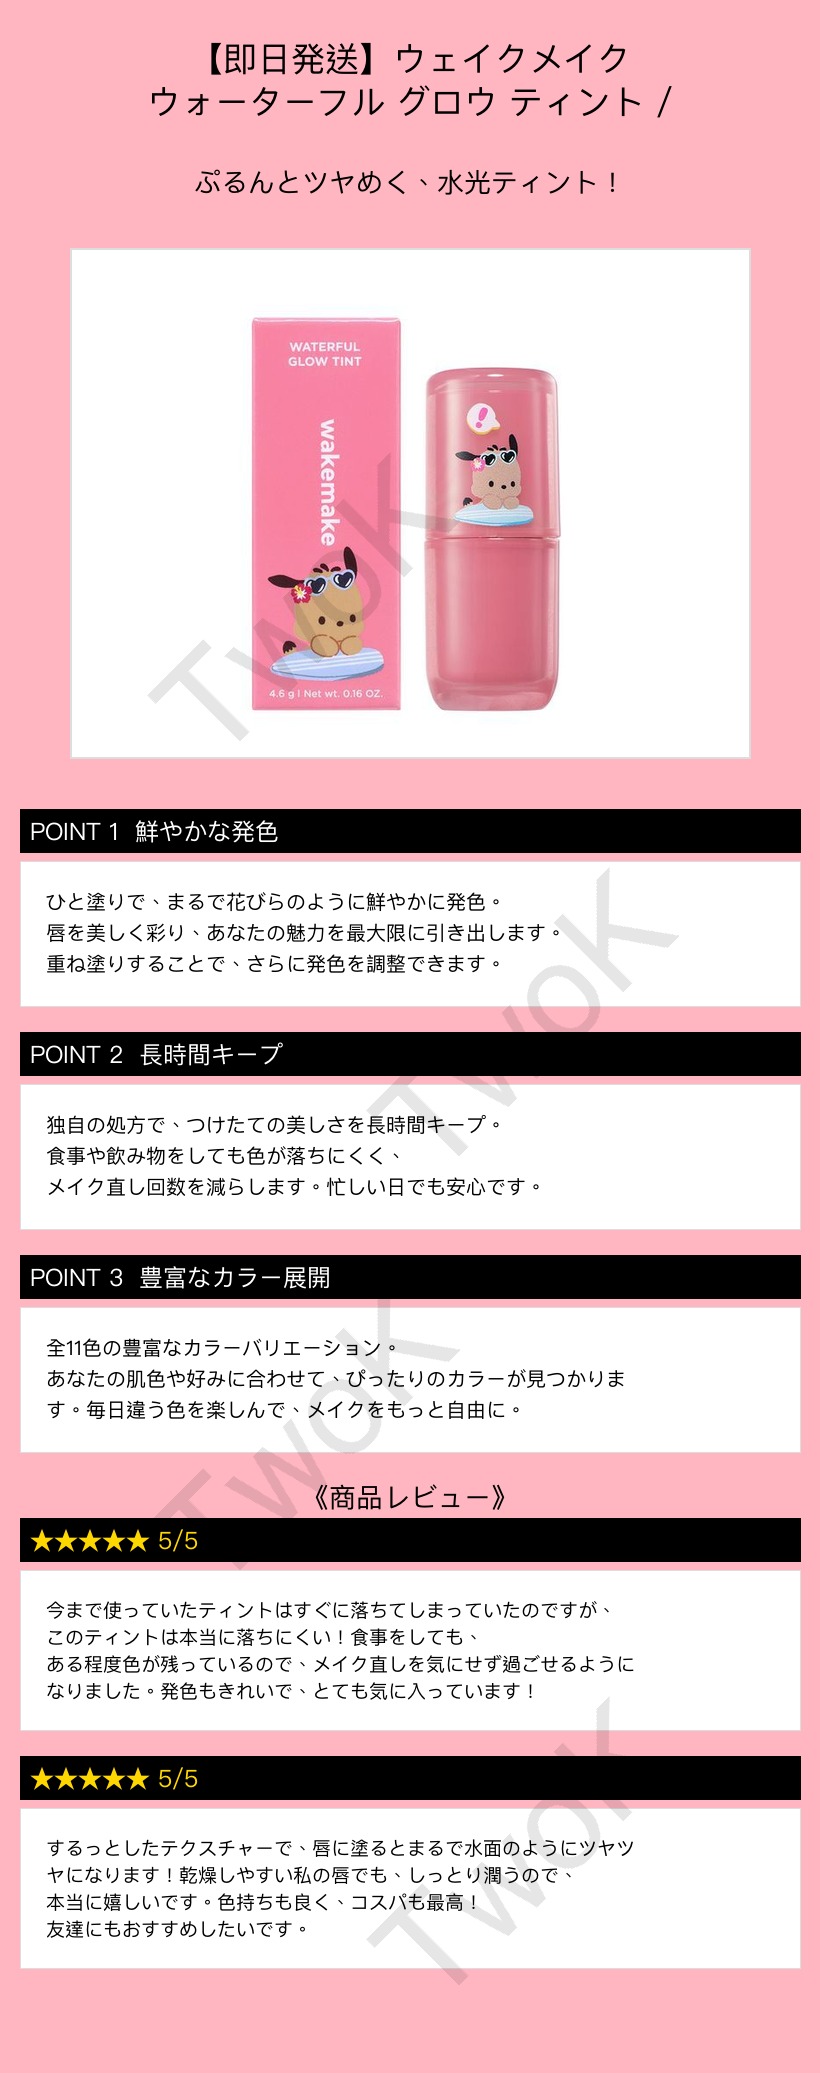 【即日発送】ウェイクメイク
ウォーターフル グロウ ティント /
ぷるんとツヤめく、水光ティント！
WATERFUL
GLOW TINT
wakemake
4.6 g | Net wt. 0.16 OZ.
!
TwoK
POINT 1 鮮やかな発色
ひと塗りで、まるで花びらのように鮮やかに発色。
唇を美しく彩り、あなたの魅力を最大限に引き出します。
重ね塗りすることで、さらに発色を調整できます。
TwoK
POINT 2 長時間キープ
独自の処方で、つけたての美しさを長時間キープ。
食事や飲み物をしても色が落ちにくく、
メイク直し回数を減らします。忙しい日でも安心です。
POINT 3 豊富なカラー展開
全11色の豊富なカラーバリエーション。
あなたの肌色や好みに合わせて、ぴったりのカラーが見つかりま
す。毎日違う色を楽しんで、メイクをもっと自由に。
TwoK
《商品レビュー》
★★★★★ 5/5
今まで使っていたティントはすぐに落ちてしまっていたのですが、
このティントは本当に落ちにくい！食事をしても、
ある程度色が残っているので、メイク直しを気にせず過ごせるように
なりました。発色もきれいで、とても気に入っています！
★★★★★ 5/5
するっとしたテクスチャーで、唇に塗るとまるで水面のようにツヤツ
ヤになります！乾燥しやすい私の唇でも、しっとり潤うので、
本当に嬉しいです。色持ちも良く、コスパも最高！
友達にもおすすめしたいです。
TwoK